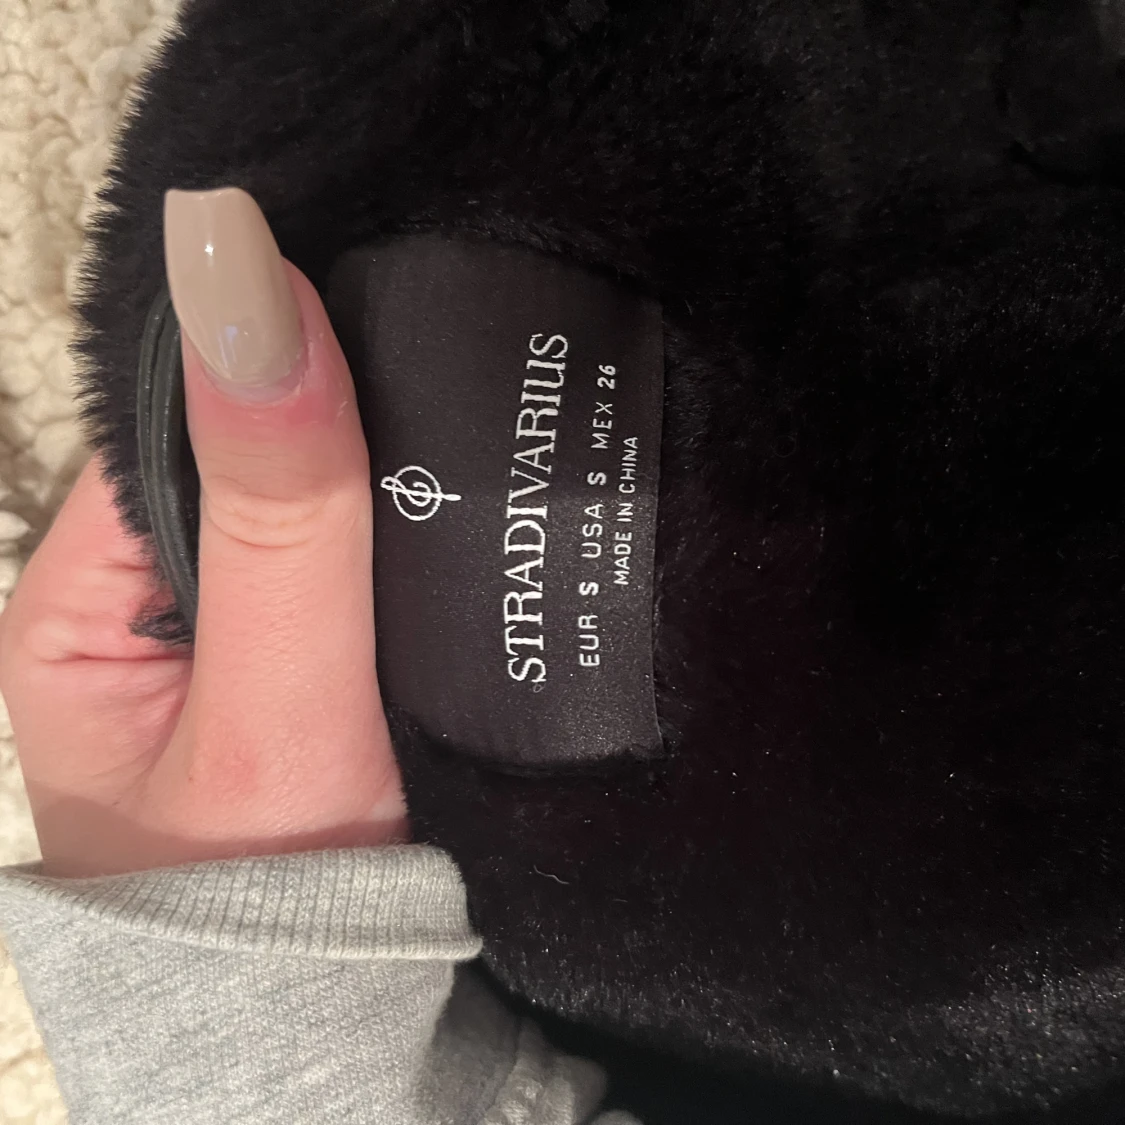 STRADIVARIUS
EUR S USA S MEX 26
MADE IN CHINA